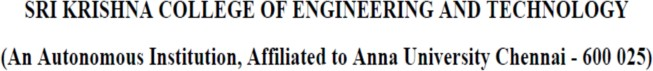 SRI KRISHNA COLLEGE OF ENGINEERING AND TECHNOLOGY
(An Autonomous Institution, Affiliated to Anna University Chennai - 600 025)